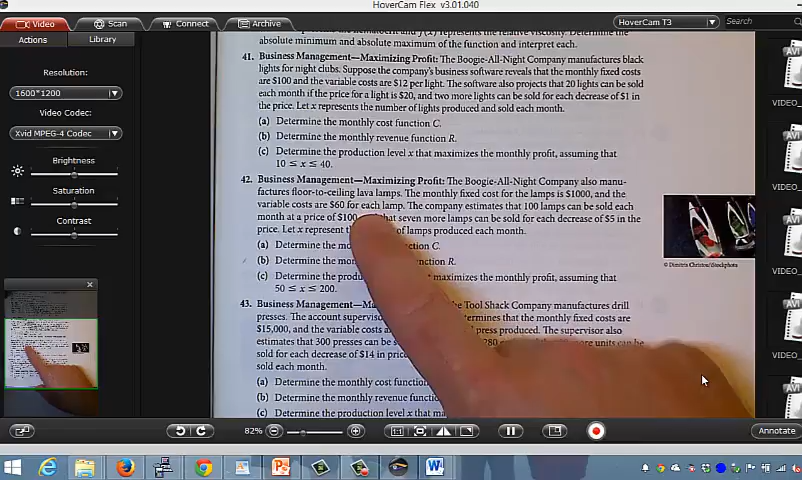 HoverCam Flex v3.01.040
Video
Scan
Connect
Archive
HoverCam T3
Search
Actions
Library
Resolution:
1600*1200
Video Codec:
Xvid MPEG-4 Codec
Brightness
Saturation
Contrast
absolute minimum and absolute maximum of the function and interpret each.
41. Business Management—Maximizing Profit: The Boogie-All-Night Company manufactures black
lights for night clubs. Suppose the company's business software reveals that the monthly fixed costs
are $100 and the variable costs are $12 per light. The software also projects that 20 lights can be sold
each month if the price for a light is $20, and two more lights can be sold for each decrease of $1 in
the price. Let x represents the number of lights produced and sold each month.
(a) Determine the monthly cost function C.
(b) Determine the monthly revenue function R.
(c) Determine the production level x that maximizes the monthly profit, assuming that
10 ≤ x ≤ 40.
42. Business Management—Maximizing Profit: The Boogie-All-Night Company also manu-
factures floor-to-ceiling lava lamps. The monthly fixed cost for the lamps is $1000, and the
variable costs are $60 for each lamp. The company estimates that 100 lamps can be sold each
month at a price of $100 that seven more lamps can be sold for each decrease of $5 in the
price. Let x represent of lamps produced each month.
(a) Determine the function C.
(b) Determine the function R.
(c) Determine the maximizes the monthly profit, assuming that
50 ≤ x ≤ 200.
43. Business Management— Tool Shack Company manufactures drill
presses. The account determines that the monthly fixed costs are
$15,000, and the variable costs press produced. The supervisor also
estimates that 300 presses can be 280 more units can be
sold for each decrease of $14 in
sold each month.
(a) Determine the monthly cost
(b) Determine the monthly
(c) Determine the production level x that
© Dimitris Christou/iStockphoto
AVI
VIDEO_
AVI
VIDEO_
AVI
VIDEO_
AVI
VIDEO_
AVI
VIDEO_
82%
1:1
Annotate